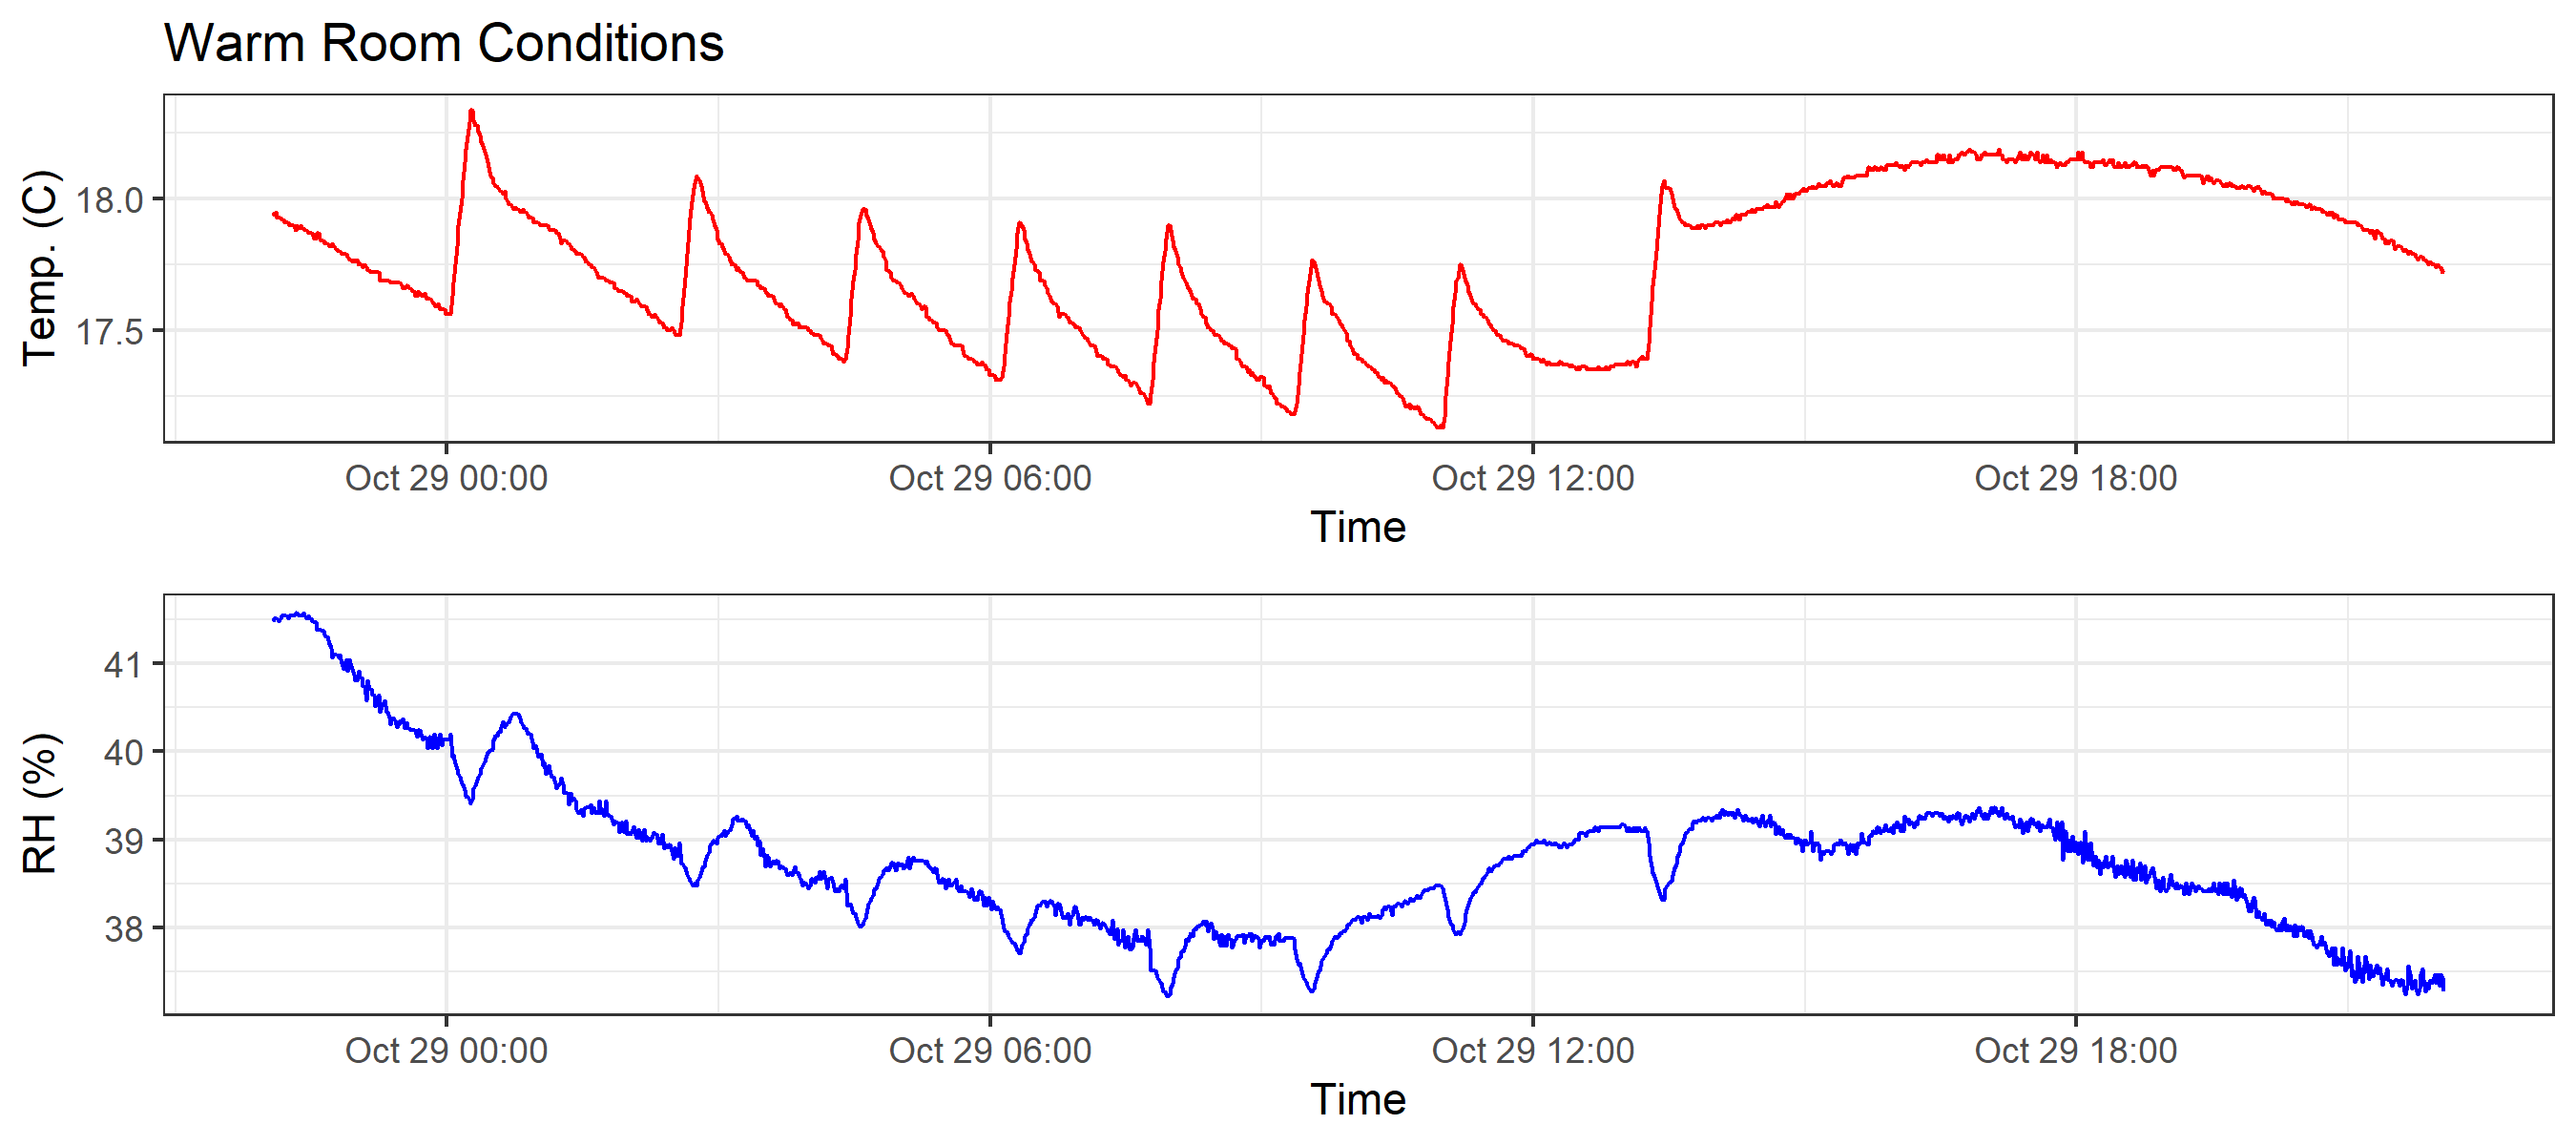 Warm Room Conditions
Temp. (C)
18.0
17.5
Oct 29 00:00 Oct 29 06:00 Oct 29 12:00 Oct 29 18:00
Time
RH (%)
41
40
39
38
Oct 29 00:00 Oct 29 06:00 Oct 29 12:00 Oct 29 18:00
Time